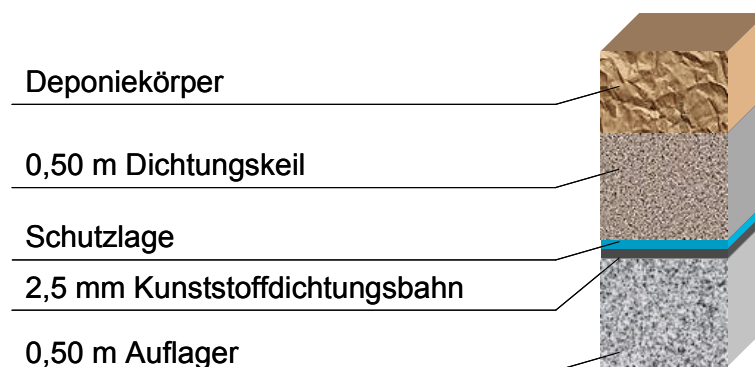 Deponiekörper
0,50 m Dichtungskeil
Schutzlage
2,5 mm Kunststoffdichtungsbahn
0,50 m Auflager